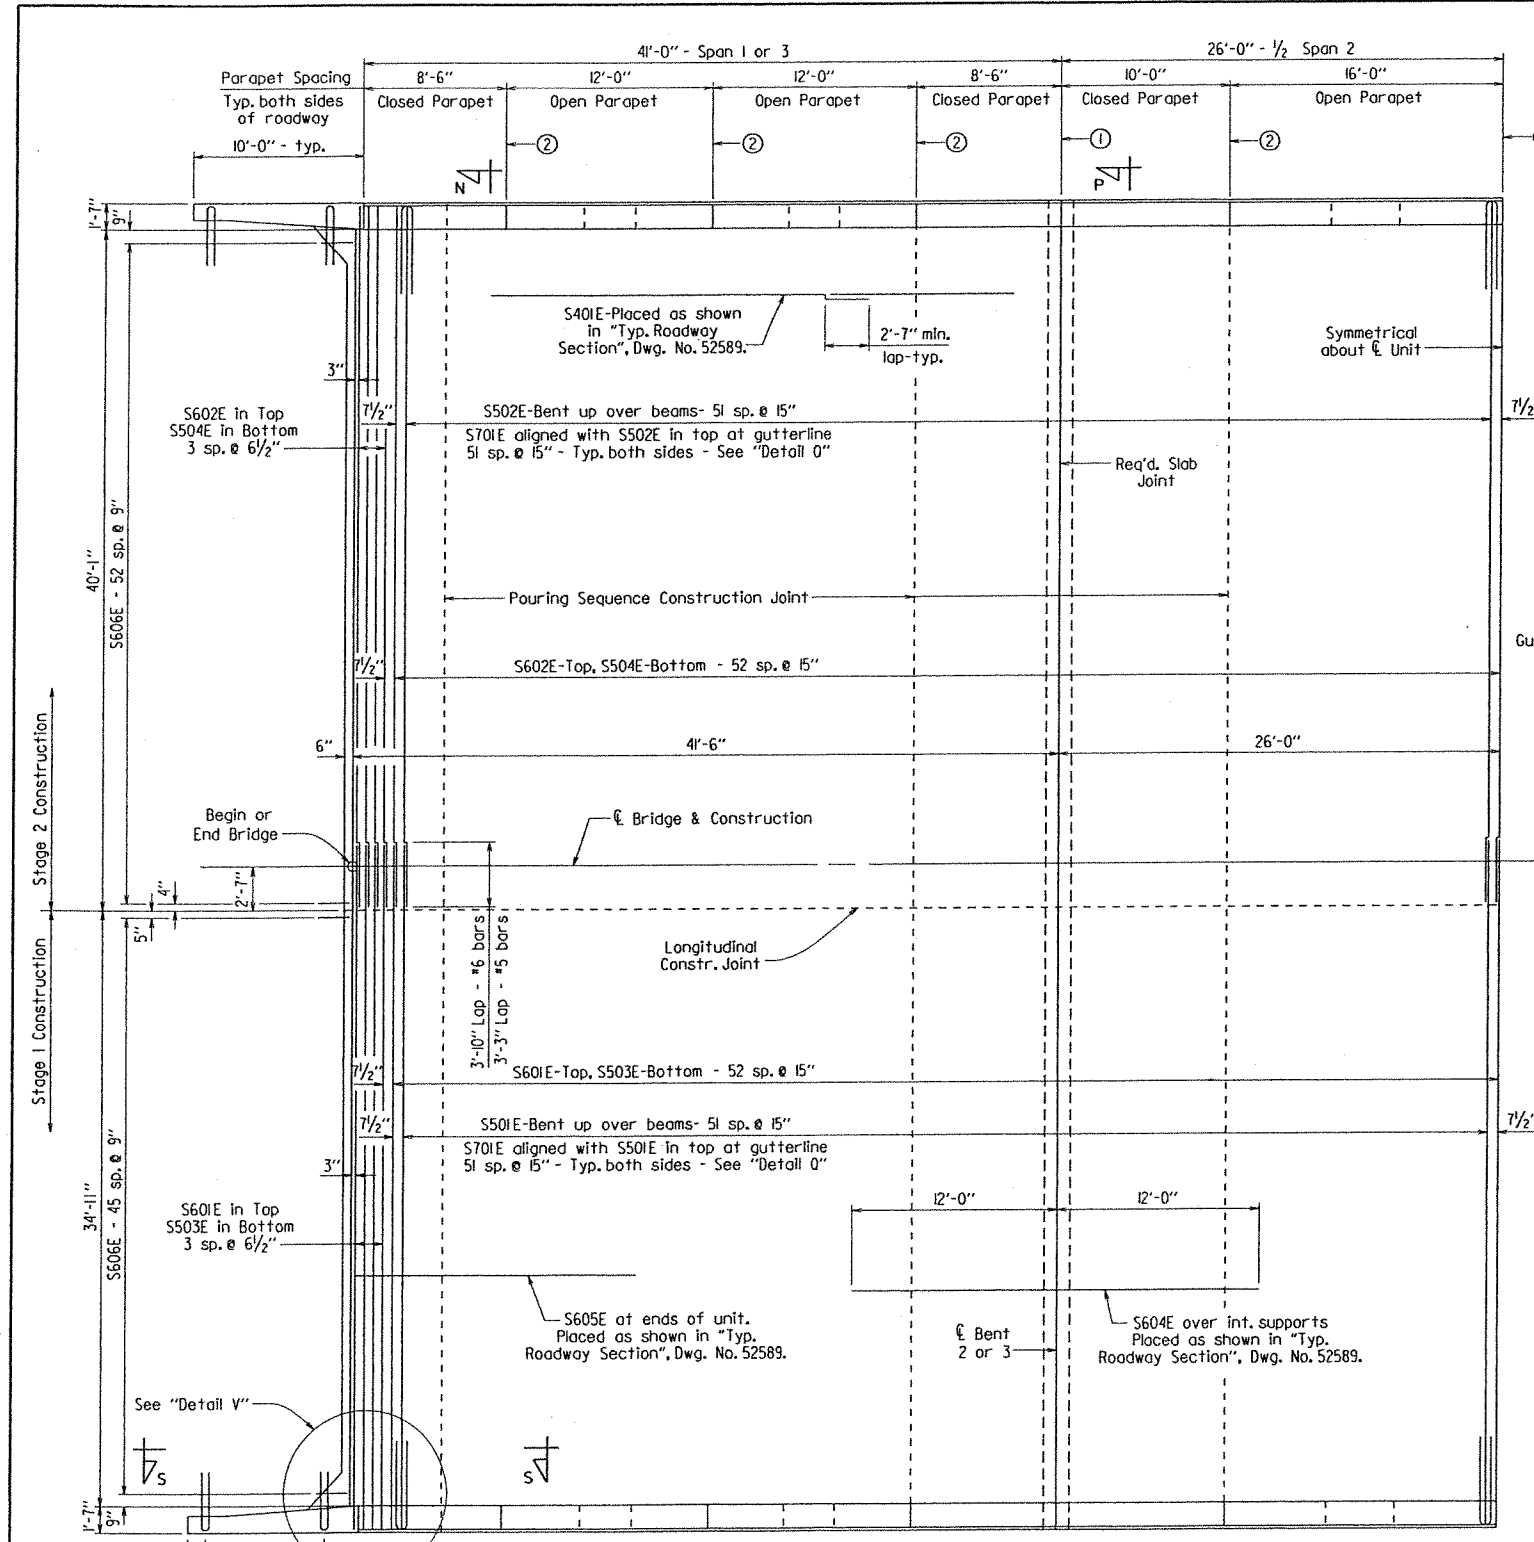 41'-0" - Span 1 or 3
26'-0" - 1/2 Span 2
Parapet Spacing
Typ. both sides
of roadway
10'-0" - typ.
8'-6"
Closed Parapet
12'-0"
Open Parapet
12'-0"
Open Parapet
8'-6"
Closed Parapet
10'-0"
Closed Parapet
16'-0"
Open Parapet
2
2
2
1
2
N
P
1'-7"
9"
S401E-Placed as shown
in "Typ. Roadway
Section", Dwg. No. 52589.
2'-7" min.
lap-typ.
Symmetrical
about ℄ Unit
3"
S602E in Top
S504E in Bottom
3 sp. @ 6 1/2"
7 1/2"
S502E-Bent up over beams- 51 sp. @ 15"
7 1/2
S701E aligned with S502E in top at gutterline
51 sp. @ 15" - Typ. both sides - See "Detail Q"
Req'd. Slab
Joint
40'-1"
S606E - 52 sp. @ 9"
Pouring Sequence Construction Joint
Gu
7 1/2"
S602E-Top, S504E-Bottom - 52 sp. @ 15"
6"
41'-6"
26'-0"
Stage 2 Construction
Begin or
End Bridge
℄ Bridge & Construction
4"
2'-7"
5"
Longitudinal
Constr. Joint
3'-10" Lap - #6 bars
3'-3" Lap - #5 bars
Stage 1 Construction
7 1/2"
S601E-Top, S503E-Bottom - 52 sp. @ 15"
7 1/2"
S501E-Bent up over beams- 51 sp. @ 15"
7 1/2"
S701E aligned with S501E in top at gutterline
51 sp. @ 15" - Typ. both sides - See "Detail Q"
3"
34'-11"
S606E - 45 sp. @ 9"
S601E in Top
S503E in Bottom
3 sp. @ 6 1/2"
12'-0"
12'-0"
S605E at ends of unit.
Placed as shown in "Typ.
Roadway Section", Dwg. No. 52589.
℄ Bent
2 or 3
S604E over int. supports
Placed as shown in "Typ.
Roadway Section", Dwg. No. 52589.
See "Detail V"
S
S
1'-7"
9"